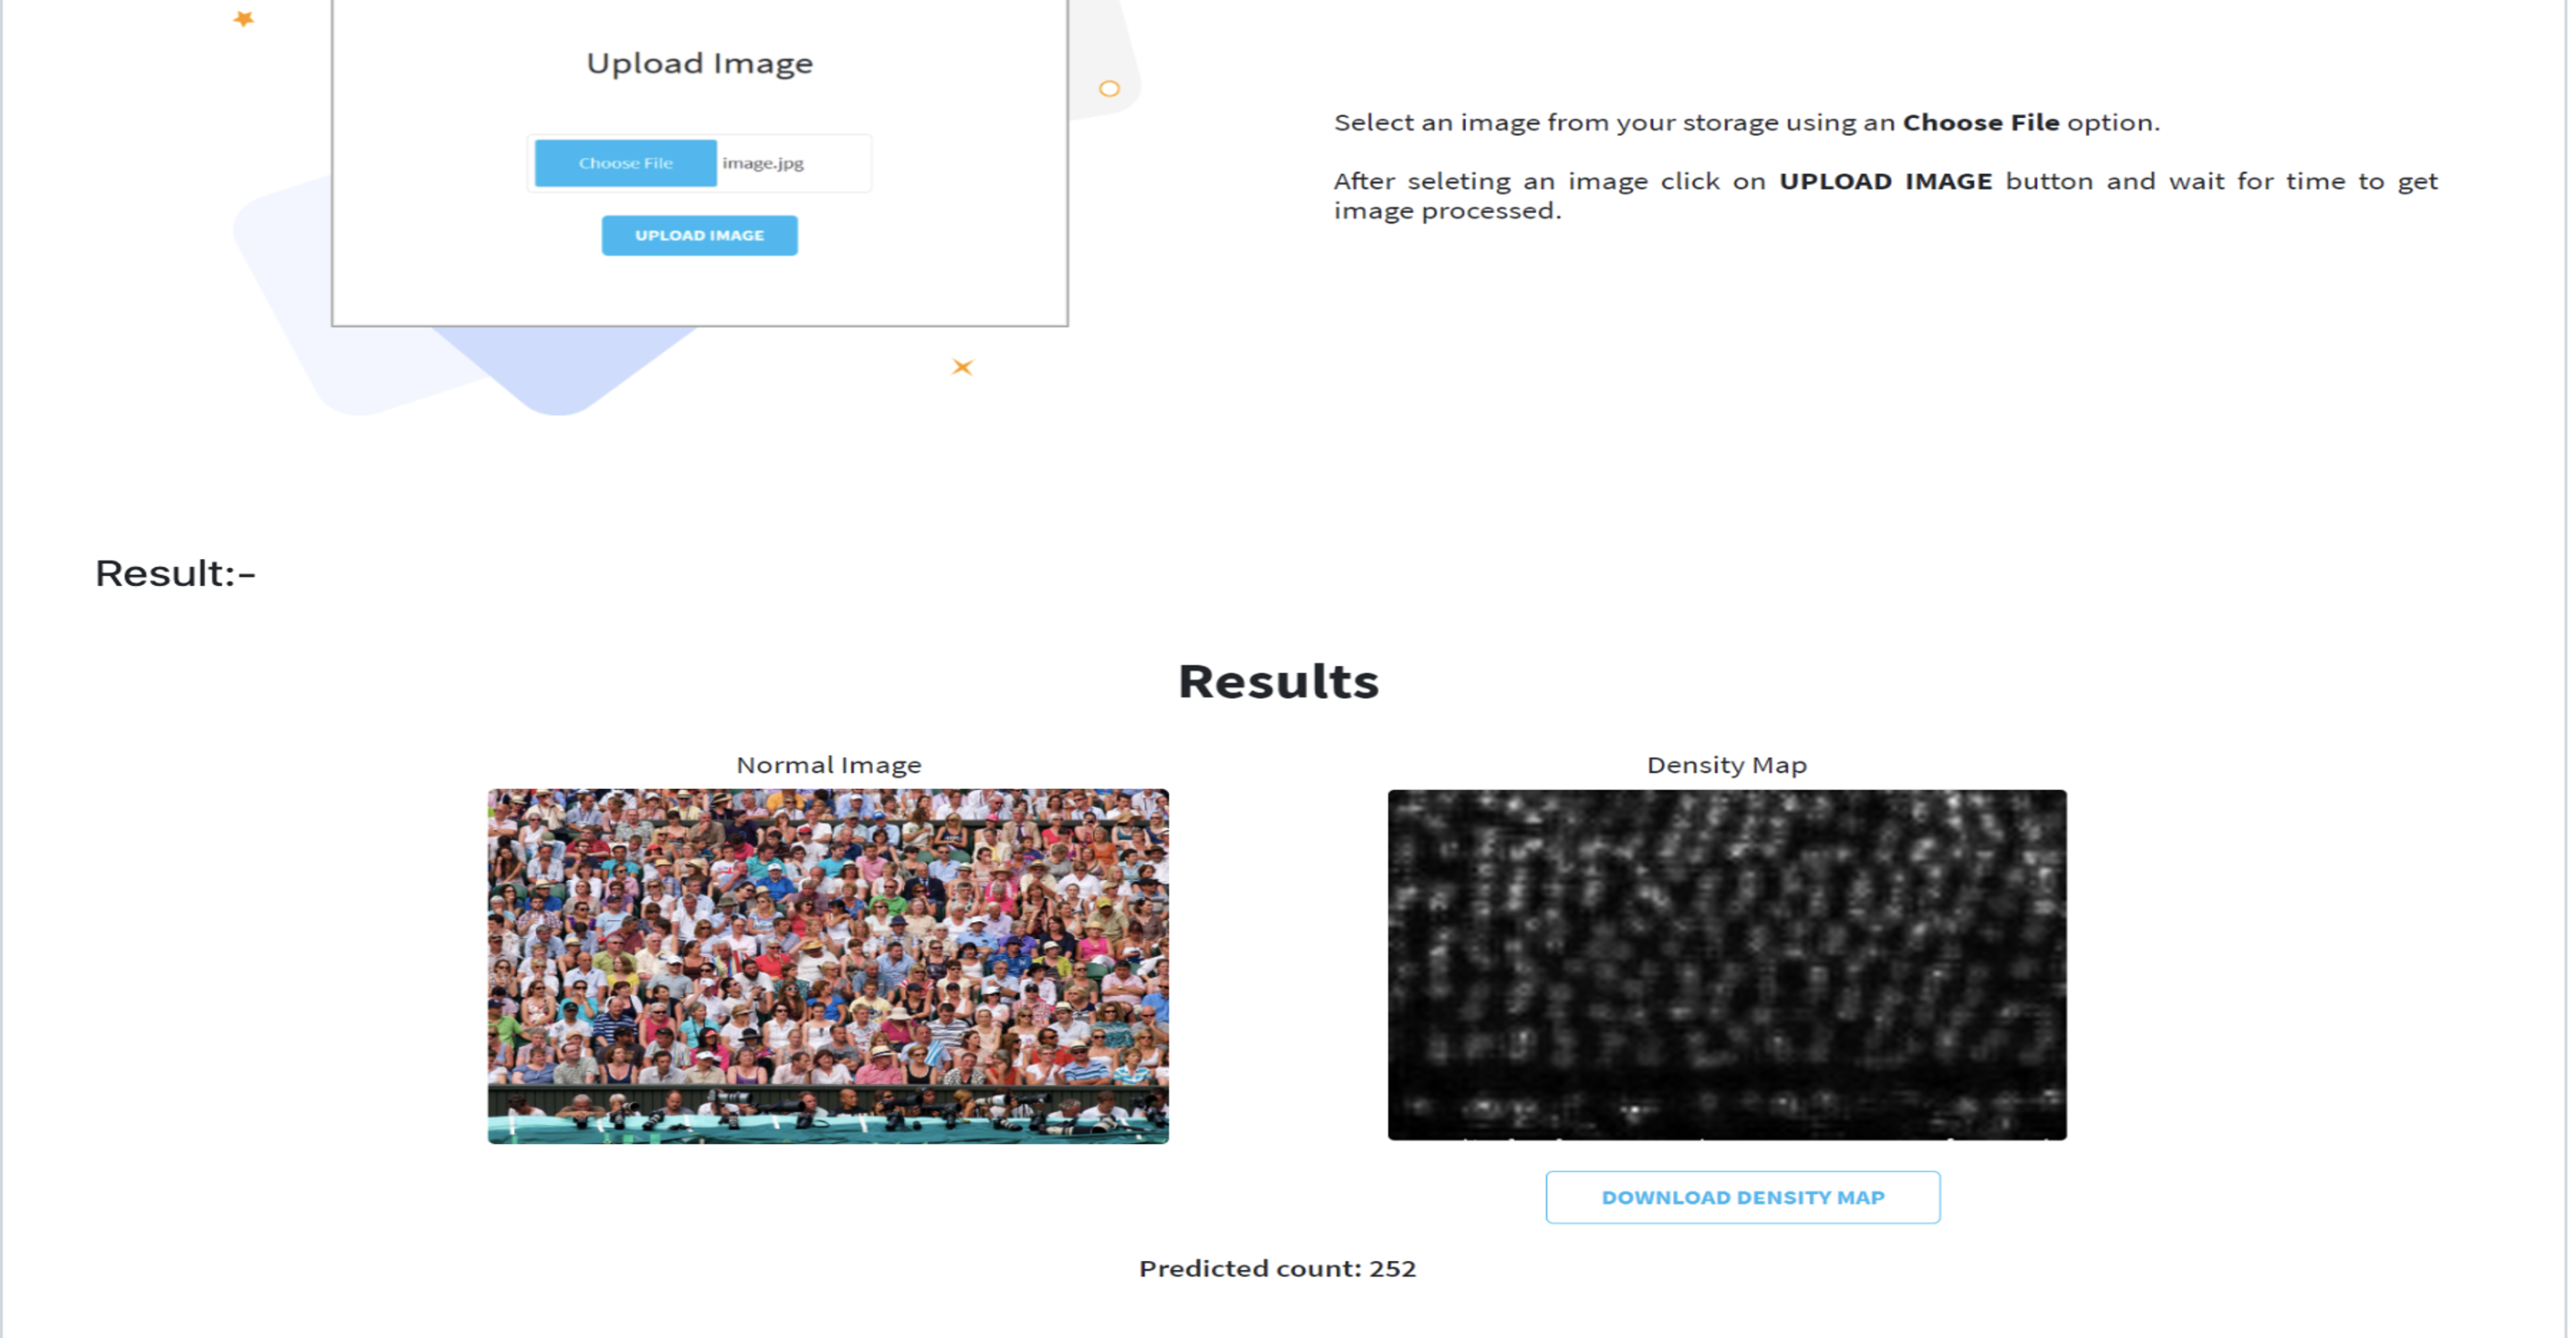 Upload Image
Choose File image.jpg
UPLOAD IMAGE
Select an image from your storage using an Choose File option.
After seleting an image click on UPLOAD IMAGE button and wait for time to get
image processed.
Result:-
Results
Normal Image
Density Map
DOWNLOAD DENSITY MAP
Predicted count: 252